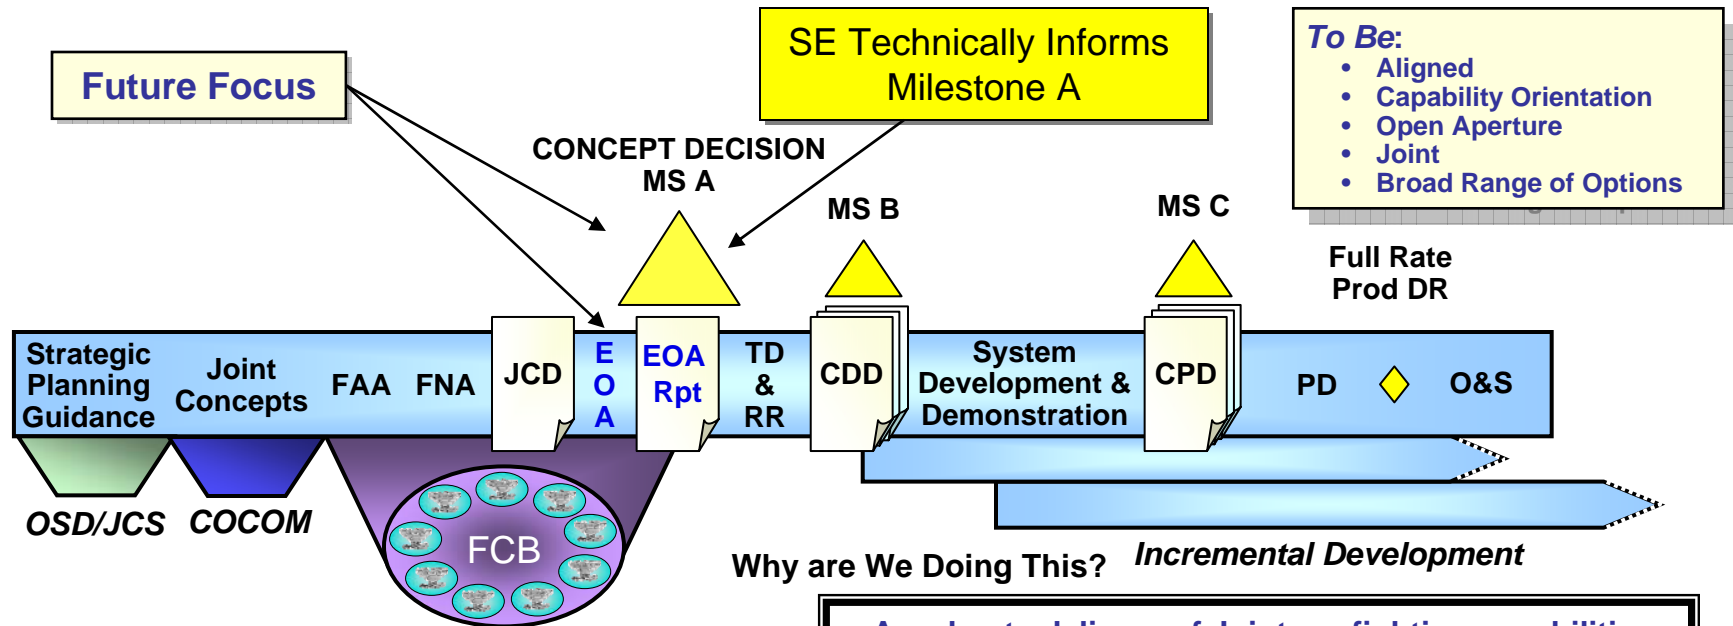 Future Focus
SE Technically Informs
Milestone A
To Be:
• Aligned
• Capability Orientation
• Open Aperture
• Joint
• Broad Range of Options
CONCEPT DECISION
MS A
MS B
MS C
Full Rate
Prod DR
Strategic
Planning
Guidance
Joint
Concepts
FAA
FNA
JCD
E
O
A
EOA
Rpt
TD
&
RR
CDD
System
Development &
Demonstration
CPD
PD
O&S
OSD/JCS
COCOM
FCB
Incremental Development
Why are We Doing This?